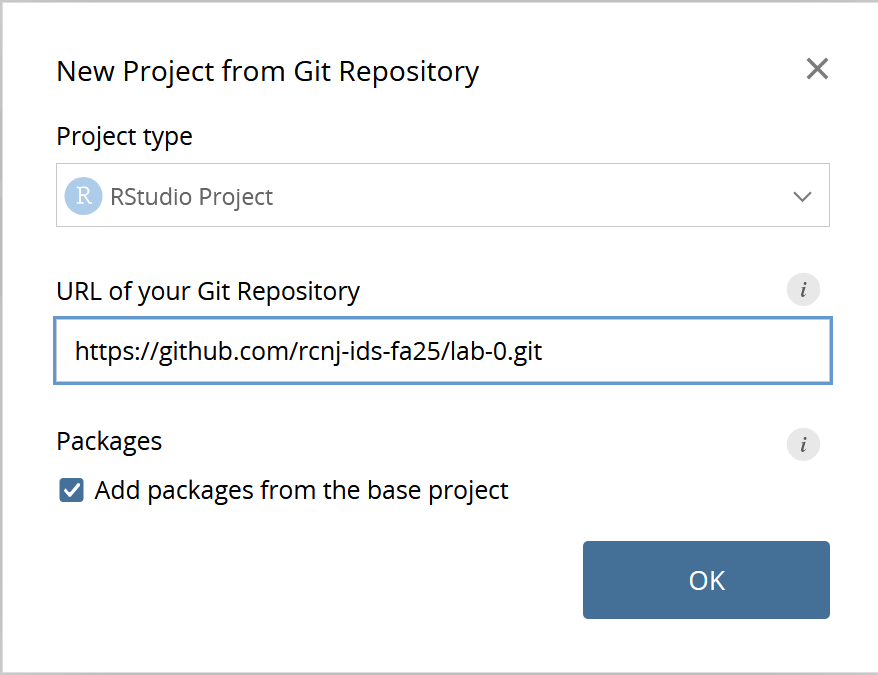 New Project from Git Repository
Project type
R RStudio Project
URL of your Git Repository
i
https://github.com/rcnj-ids-fa25/lab-0.git
Packages
i
Add packages from the base project
OK